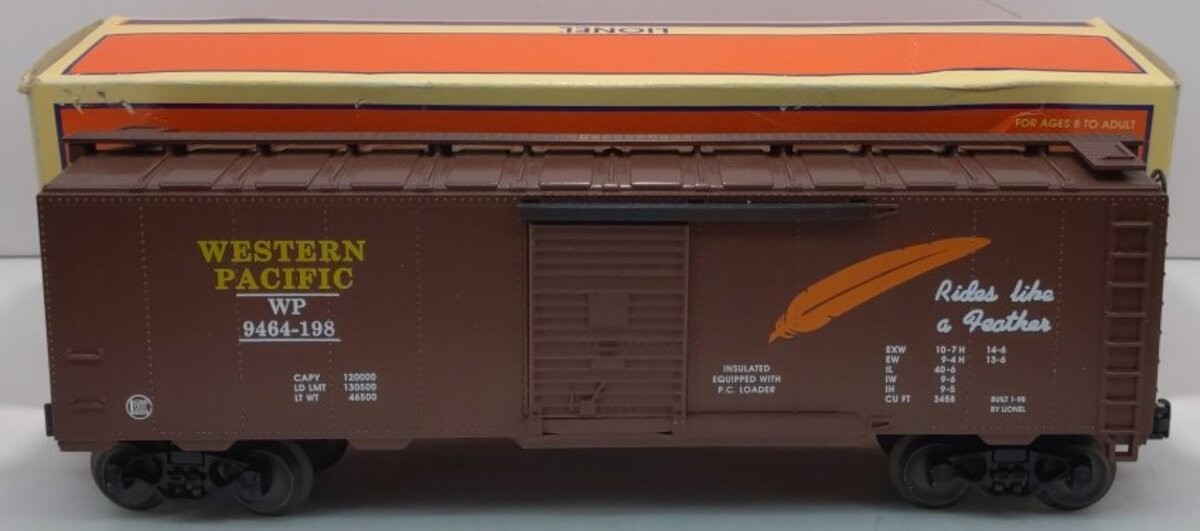 LIONEL
FOR AGES 8 TO ADULT
WESTERN
PACIFIC
WP
9464-198
CAPY 120000
LD LMT 130500
LT WT 46500
Rides like
a Feather
INSULATED
EQUIPPED WITH
P.C. LOADER
EXW 10-7 H 14-6
EW 9-4 H 13-6
IL 40-6
IW 9-6
IH 9-5
CU FT 3458
BUILT 1-98
BY LIONEL